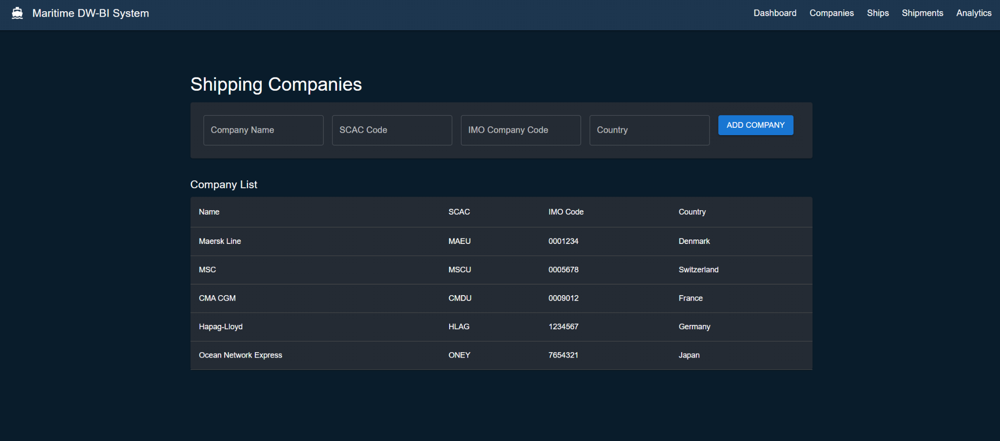 Maritime DW-BI System Dashboard Companies Ships Shipments Analytics
Shipping Companies
Company Name SCAC Code IMO Company Code Country ADD COMPANY
Company List
Name SCAC IMO Code Country
Maersk Line MAEU 0001234 Denmark
MSC MSCU 0005678 Switzerland
CMA CGM CMDU 0009012 France
Hapag-Lloyd HLAG 1234567 Germany
Ocean Network Express ONEY 7654321 Japan